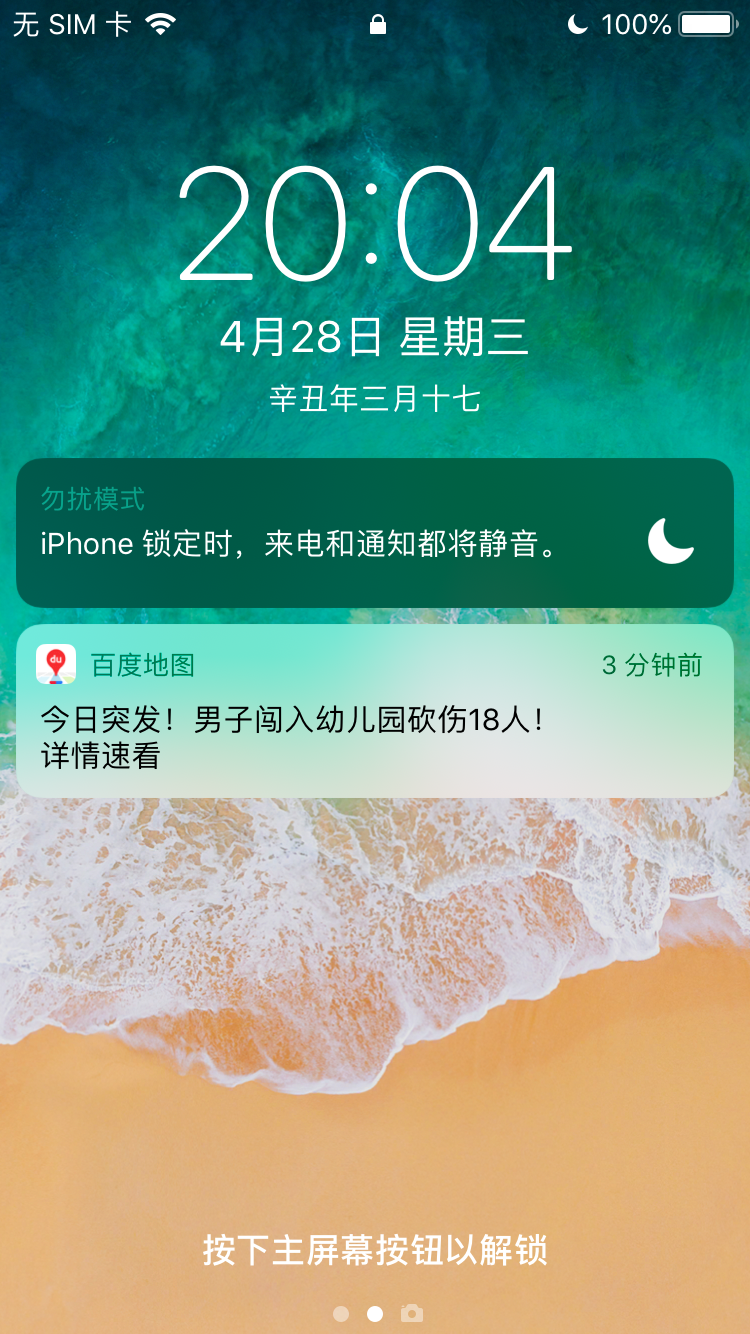 无 SIM 卡 100%
20:04
4月28日 星期三
辛丑年三月十七
勿扰模式
iPhone 锁定时，来电和通知都将静音。
du 百度地图 3 分钟前
今日突发！男子闯入幼儿园砍伤18人！
详情速看
按下主屏幕按钮以解锁